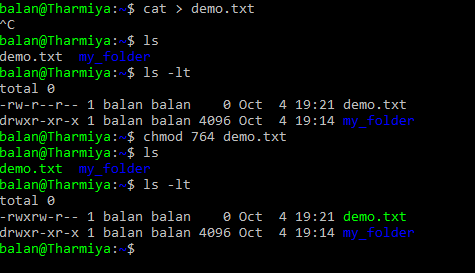 balan@Tharmiya:~$ cat > demo.txt
^C
balan@Tharmiya:~$ ls
demo.txt  my_folder
balan@Tharmiya:~$ ls -lt
total 0
-rw-r--r-- 1 balan balan    0 Oct  4 19:21 demo.txt
drwxr-xr-x 1 balan balan 4096 Oct  4 19:14 my_folder
balan@Tharmiya:~$ chmod 764 demo.txt
balan@Tharmiya:~$ ls
demo.txt  my_folder
balan@Tharmiya:~$ ls -lt
total 0
-rwxrw-r-- 1 balan balan    0 Oct  4 19:21 demo.txt
drwxr-xr-x 1 balan balan 4096 Oct  4 19:14 my_folder
balan@Tharmiya:~$